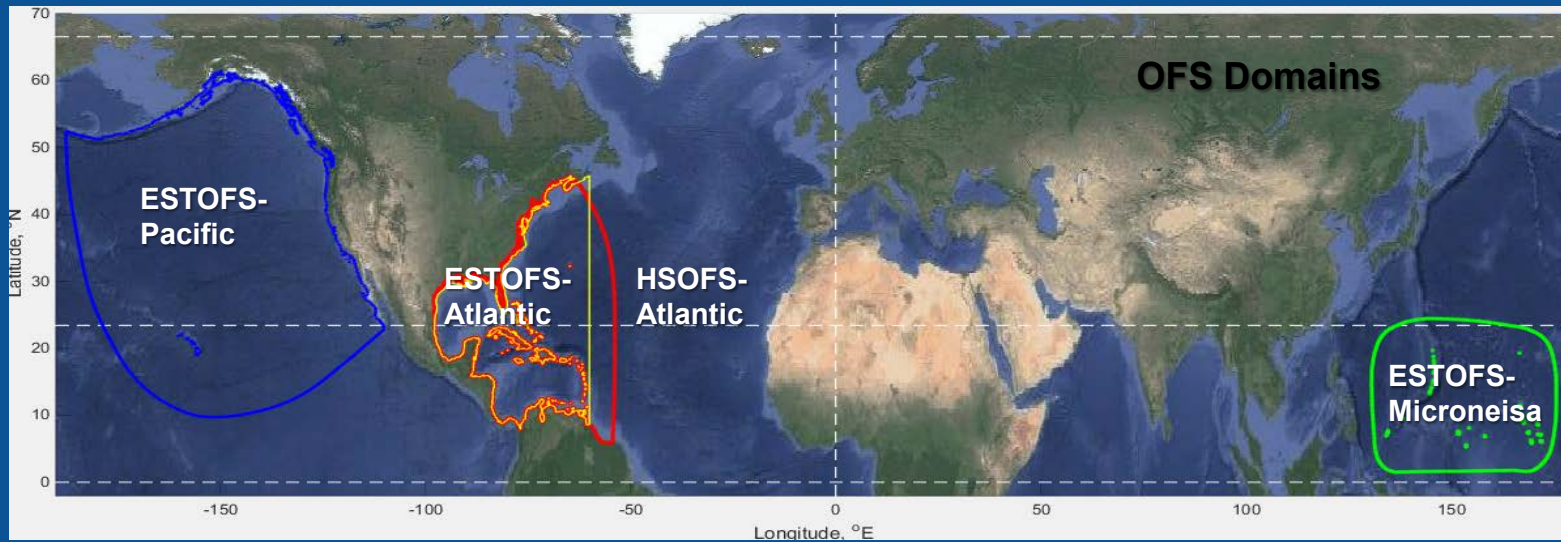 OFS Domains
ESTOFS-
Pacific
ESTOFS-
Atlantic
HSOFS-
Atlantic
ESTOFS-
Microneisa
Latitude, °N
70
60
50
40
30
20
10
0
-150
-100
-50
0
50
100
150
Longitude, °E